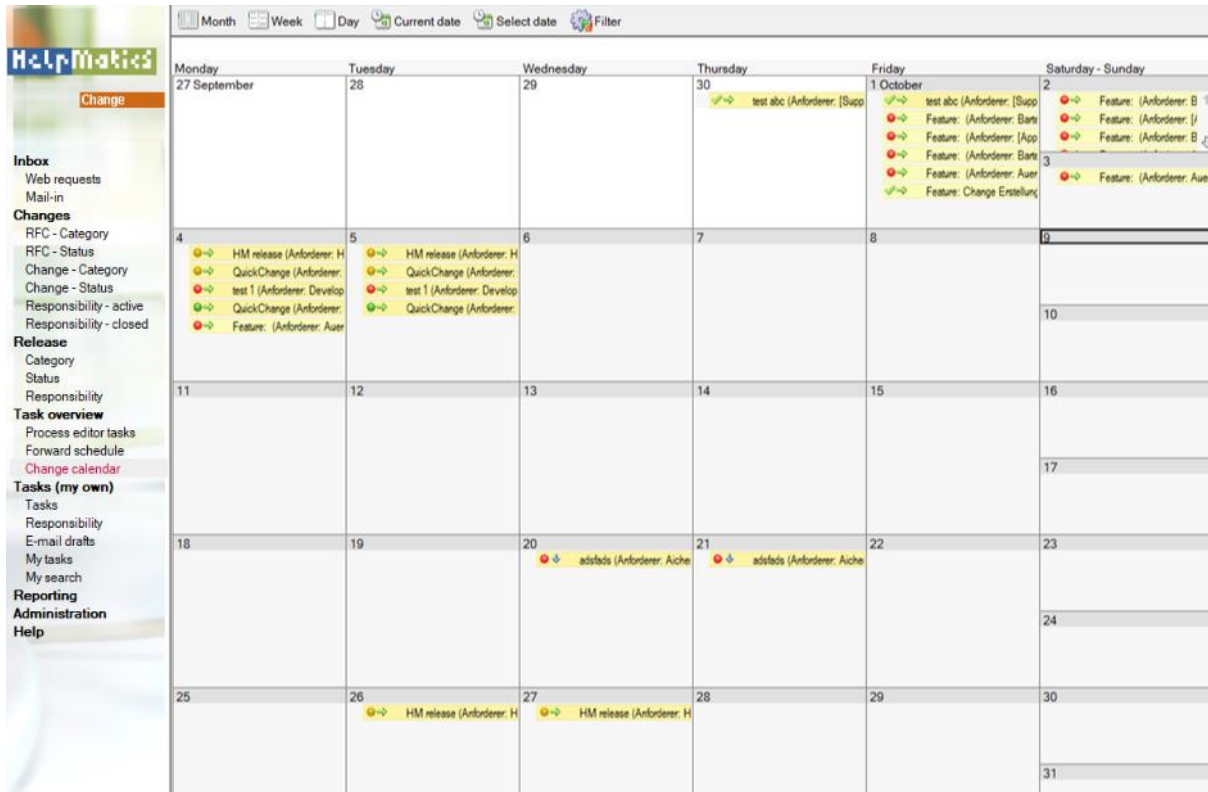 HelpMatics
Change
Inbox
Web requests
Mail-in
Changes
RFC - Category
RFC - Status
Change - Category
Change - Status
Responsibility - active
Responsibility - closed
Release
Category
Status
Responsibility
Task overview
Process editor tasks
Forward schedule
Change calendar
Tasks (my own)
Tasks
Responsibility
E-mail drafts
My tasks
My search
Reporting
Administration
Help
Month Week Day Current date Select date Filter
Monday Tuesday Wednesday Thursday Friday Saturday - Sunday
27 September 28 29 30 1 October 2
test abc (Anforderer: [Supp test abc (Anforderer: [Supp Feature: (Anforderer: B
Feature: (Anforderer: Barte Feature: (Anforderer: [
Feature: (Anforderer: [App Feature: (Anforderer: B
Feature: (Anforderer: Barte
3
Feature: (Anforderer: Auer Feature: (Anforderer: Aue
Feature: Change Erstellung
4 5 6 7 8 9
HM release (Anforderer: H HM release (Anforderer: H
QuickChange (Anforderer: QuickChange (Anforderer:
test 1 (Anforderer: Develop test 1 (Anforderer: Develop
QuickChange (Anforderer: QuickChange (Anforderer:
10
Feature: (Anforderer: Auer
11 12 13 14 15 16
17
18 19 20 21 22 23
adsfads (Anforderer: Aiche adsfads (Anforderer: Aiche
24
25 26 27 28 29 30
HM release (Anforderer: H HM release (Anforderer: H
31